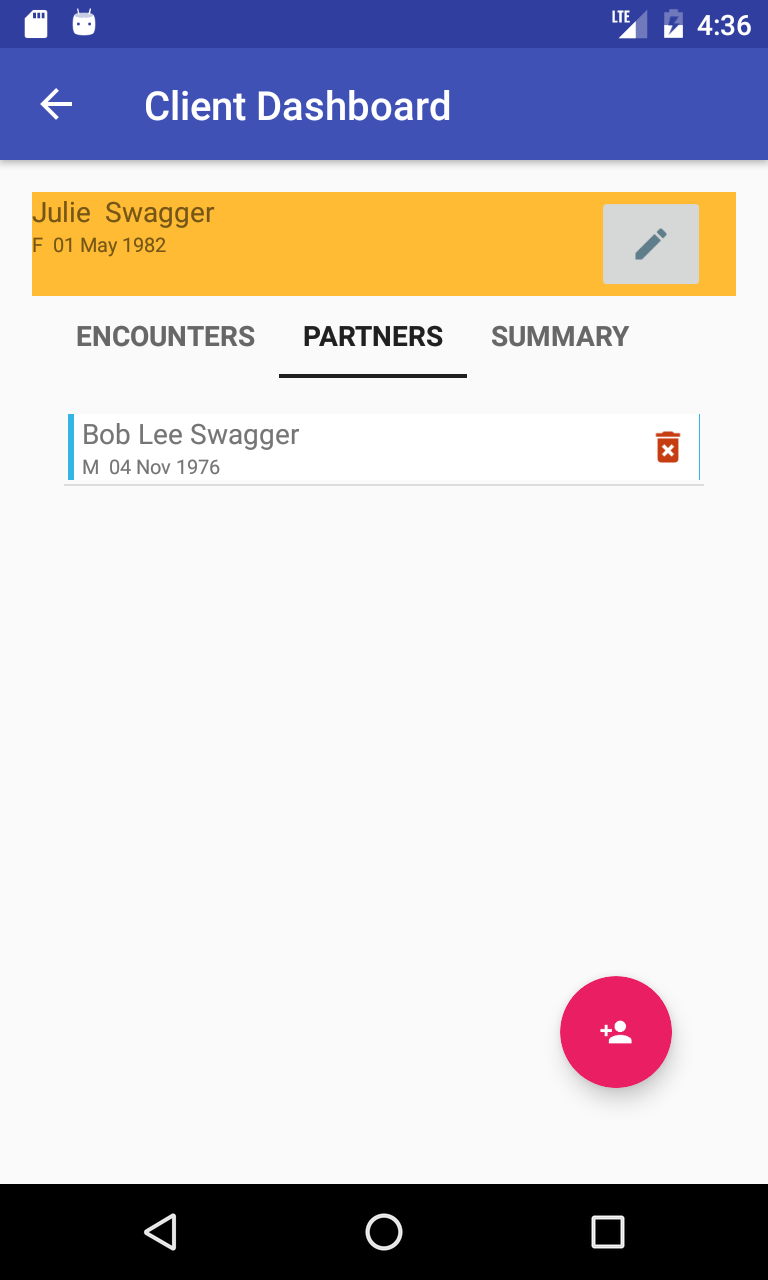 LTE 4:36
Client Dashboard
Julie  Swagger
F  01 May 1982
ENCOUNTERS PARTNERS SUMMARY
Bob Lee Swagger
M  04 Nov 1976